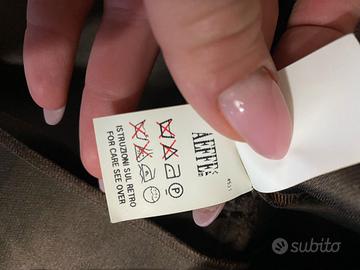 AEFFE
ISTRUZIONI SUL RETRO
FOR CARE SEE OVER
P
subito